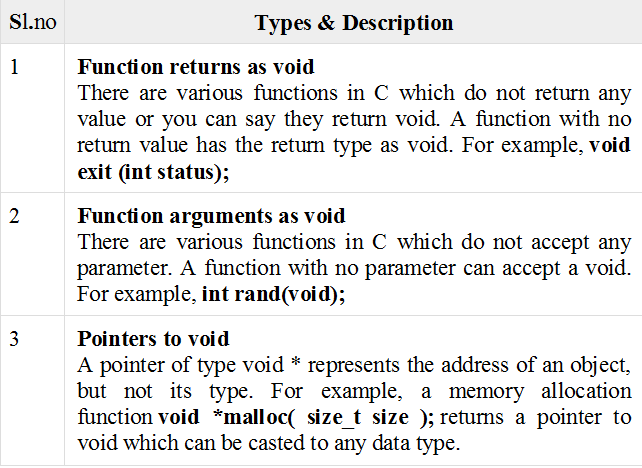 Sl.no
Types & Description
1
Function returns as void
There are various functions in C which do not return any
value or you can say they return void. A function with no
return value has the return type as void. For example, void
exit (int status);
2
Function arguments as void
There are various functions in C which do not accept any
parameter. A function with no parameter can accept a void.
For example, int rand(void);
3
Pointers to void
A pointer of type void * represents the address of an object,
but not its type. For example, a memory allocation
function void *malloc( size_t size ); returns a pointer to
void which can be casted to any data type.